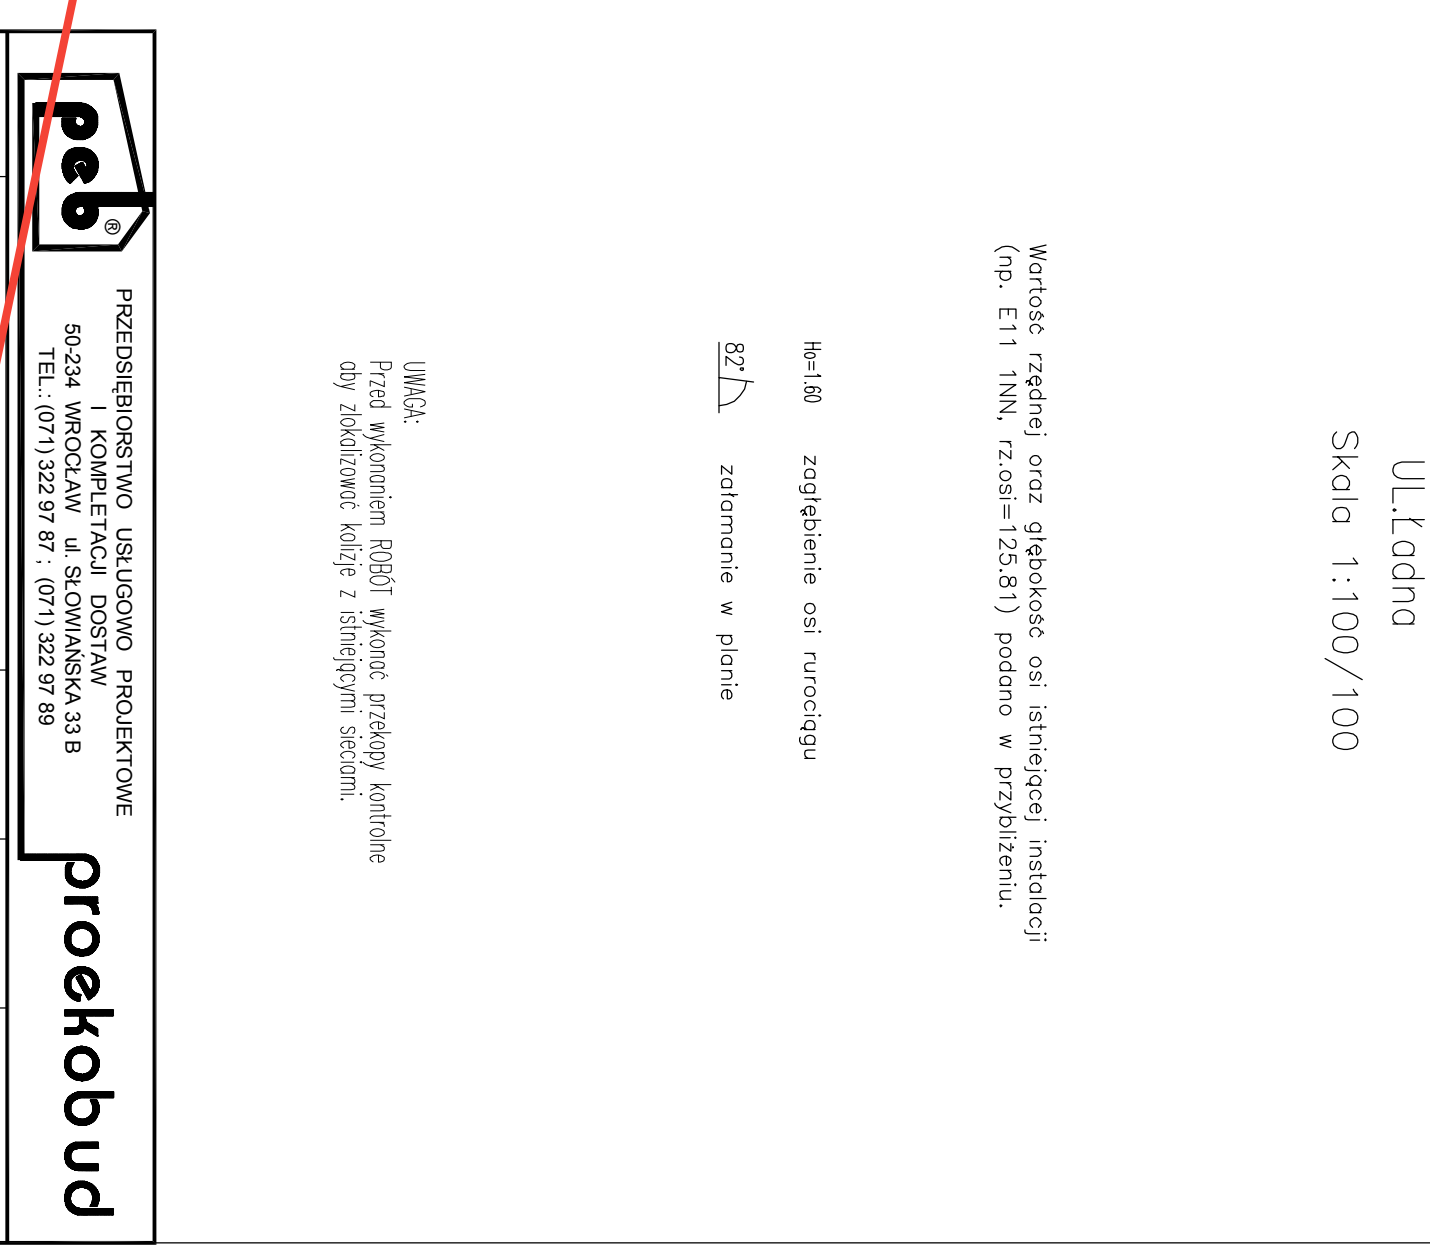 UL.Ładna
Skala 1:100/100
Wartość rzędnej oraz głębokość osi istniejącej instalacji
(np. E11 1NN, rz.osi=125.81) podano w przybliżeniu.
H₀=1.60 zagłębienie osi rurociągu
82° załamanie w planie
UWAGA:
Przed wykonaniem ROBÓT wykonać przekopy kontrolne
aby zlokalizować kolizje z istniejącymi sieciami.
peb®
PRZEDSIĘBIORSTWO USŁUGOWO PROJEKTOWE
I KOMPLETACJI DOSTAW
50-234 WROCŁAW ul. SŁOWIAŃSKA 33 B
TEL.: (071) 322 97 87 ; (071) 322 97 89
proekobud